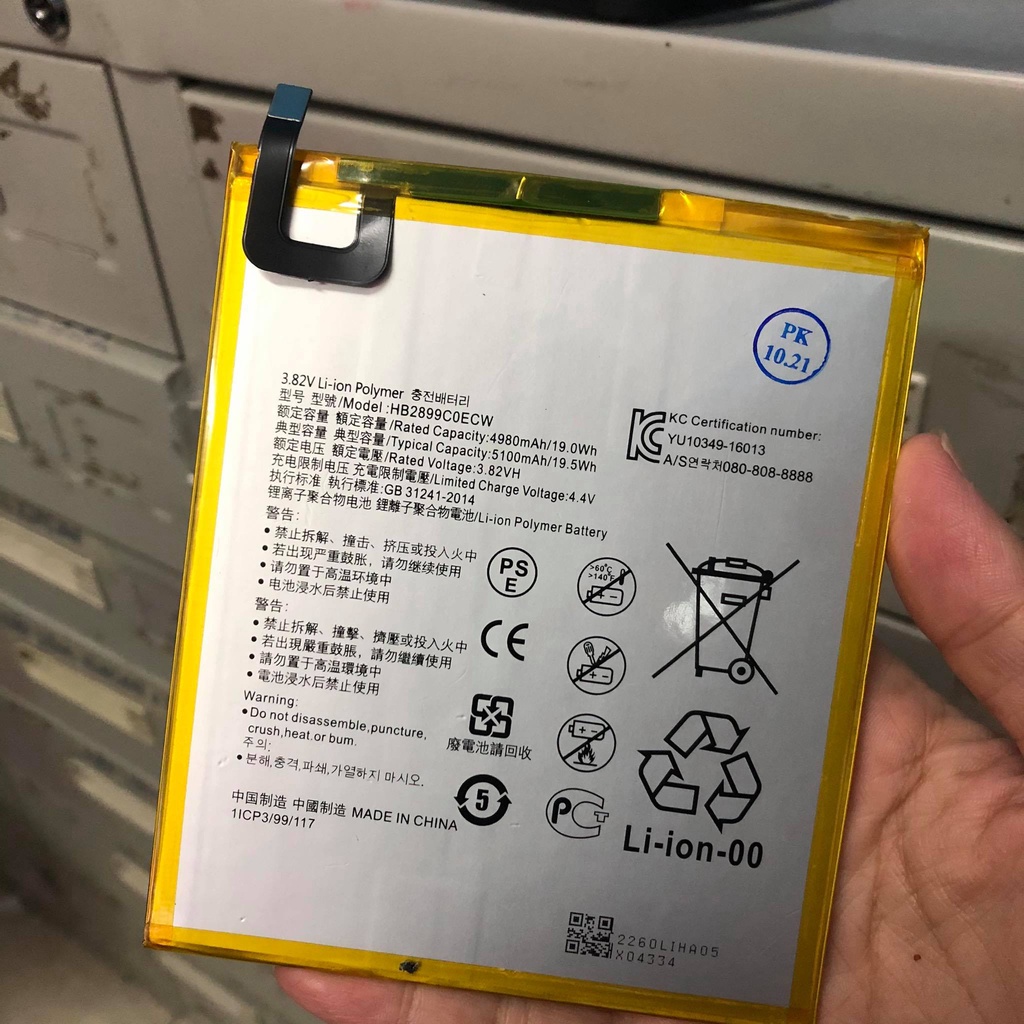 PK
10.21
3.82V Li-ion Polymer 충전배터리
型号 型號/Model:HB2899C0ECW
额定容量 額定容量/Rated Capacity:4980mAh/19.0Wh
典型容量 典型容量/Typical Capacity:5100mAh/19.5Wh
额定电压 額定電壓/Rated Voltage:3.82VH
充电限制电压 充電限制電壓/Limited Charge Voltage:4.4V
执行标准 執行標准:GB 31241-2014
锂离子聚合物电池 鋰離子聚合物電池/Li-ion Polymer Battery
KC Certification number:
YU10349-16013
A/S연락처080-808-8888
警告:
• 禁止拆解、撞击、挤压或投入火中
• 若出现严重鼓胀，请勿继续使用
• 请勿置于高温环境中
• 电池浸水后禁止使用
警告:
• 禁止拆解、撞擊、擠壓或投入火中
• 若出現嚴重鼓脹，請勿繼續使用
• 請勿置于高温環境中
• 電池浸水后禁止使用
Warning:
•Do not disassemble,puncture,
crush,heat.or bum.
주의:
• 분해,충격,파쇄,가열하지 마시오.
中国制造 中國制造 MADE IN CHINA
1ICP3/99/117
PS
E
>60°C
>140°F
CE
廢電池請回收
5
PCT
Li-ion-00
2260LIHA05
X04334